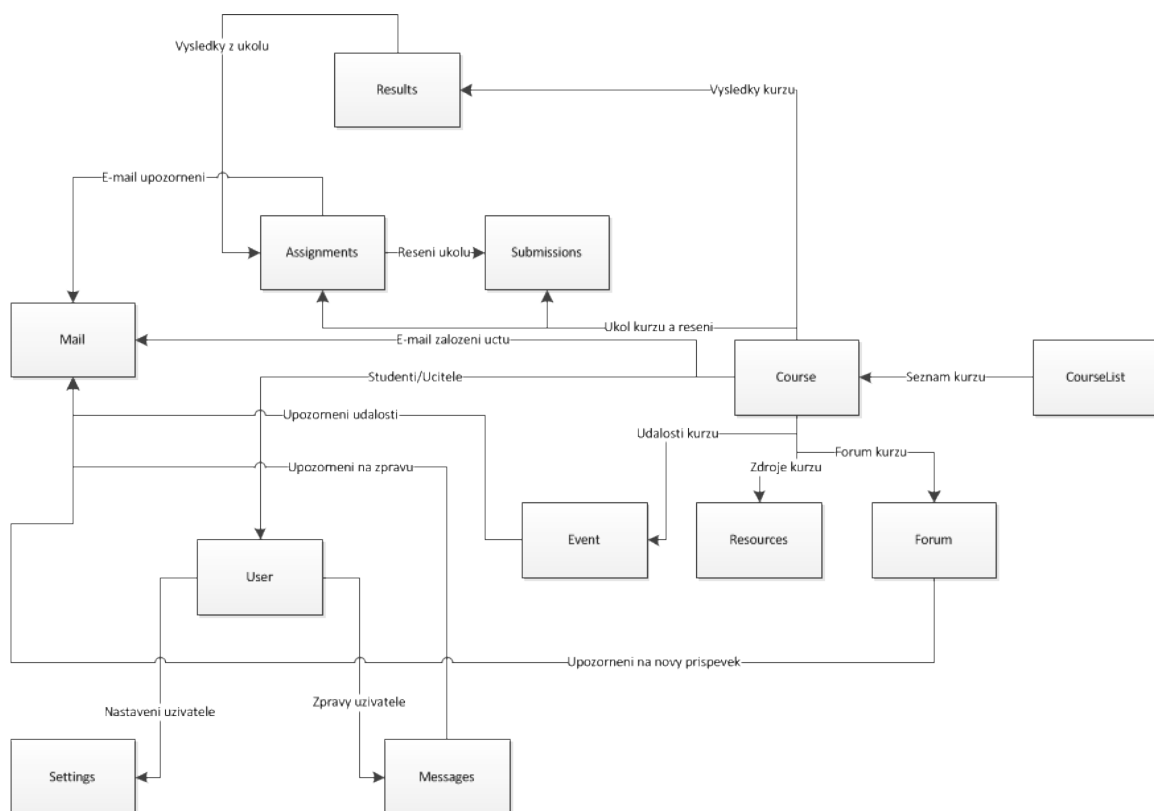 Vysledky z ukolu
Results
Vysledky kurzu
E-mail upozorneni
Assignments
Reseni ukolu
Submissions
Mail
Ukol kurzu a reseni
E-mail zalozeni uctu
Studenti/Ucitele
Course
Seznam kurzu
CourseList
Upozorneni udalosti
Udalosti kurzu
Forum kurzu
Upozorneni na zpravu
Zdroje kurzu
Event
Resources
Forum
User
Upozorneni na novy prispevek
Zpravy uzivatele
Nastaveni uzivatele
Settings
Messages